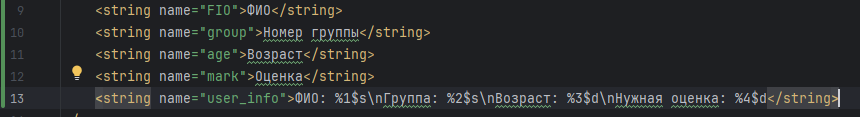 9 <string name="FIO">ФИО</string>
10 <string name="group">Номер группы</string>
11 <string name="age">Возраст</string>
12 <string name="mark">Оценка</string>
13 <string name="user_info">ФИО: %1$s\nГруппа: %2$s\nВозраст: %3$d\nНужная оценка: %4$d</string>